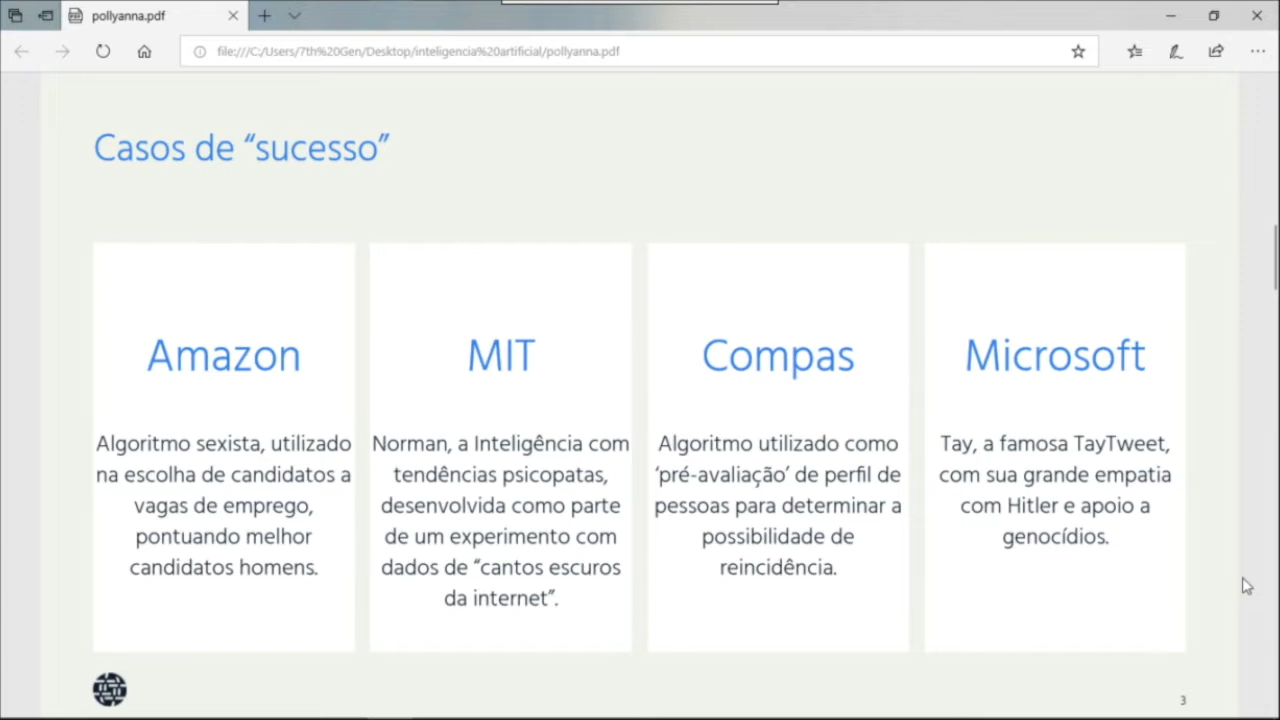 pollyanna.pdf
file:///C:/Users/7th%20Gen/Desktop/inteligencia%20artificial/pollyanna.pdf
Casos de “sucesso”
Amazon
Algoritmo sexista, utilizado
na escolha de candidatos a
vagas de emprego,
pontuando melhor
candidatos homens.
MIT
Norman, a Inteligência com
tendências psicopatas,
desenvolvida como parte
de um experimento com
dados de “cantos escuros
da internet”.
Compas
Algoritmo utilizado como
‘pré-avaliação’ de perfil de
pessoas para determinar a
possibilidade de
reincidência.
Microsoft
Tay, a famosa TayTweet,
com sua grande empatia
com Hitler e apoio a
genocídios.
3